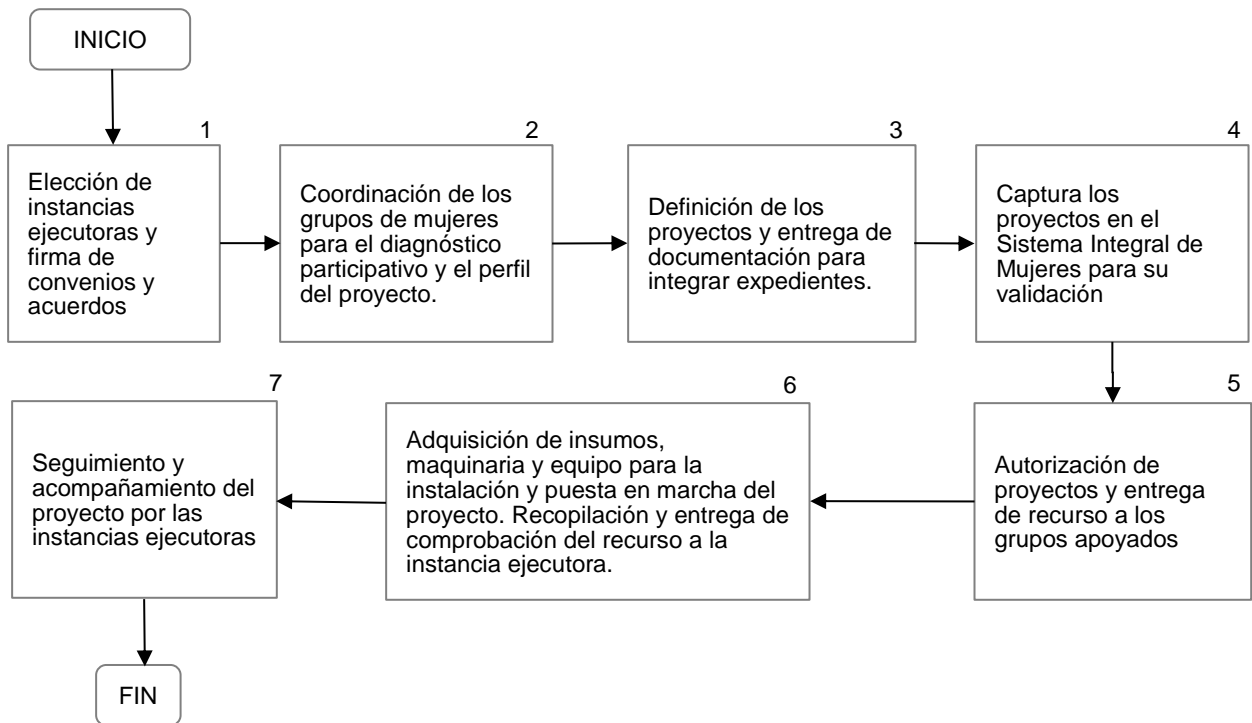 INICIO
1
Elección de
instancias
ejecutoras y
firma de
convenios y
acuerdos
2
Coordinación de los
grupos de mujeres
para el diagnóstico
participativo y el perfil
del proyecto.
3
Definición de los
proyectos y entrega de
documentación para
integrar expedientes.
4
Captura los
proyectos en el
Sistema Integral de
Mujeres para su
validación
5
Autorización de
proyectos y entrega
de recurso a los
grupos apoyados
6
Adquisición de insumos,
maquinaria y equipo para la
instalación y puesta en marcha del
proyecto. Recopilación y entrega de
comprobación del recurso a la
instancia ejecutora.
7
Seguimiento y
acompañamiento del
proyecto por las
instancias ejecutoras
FIN